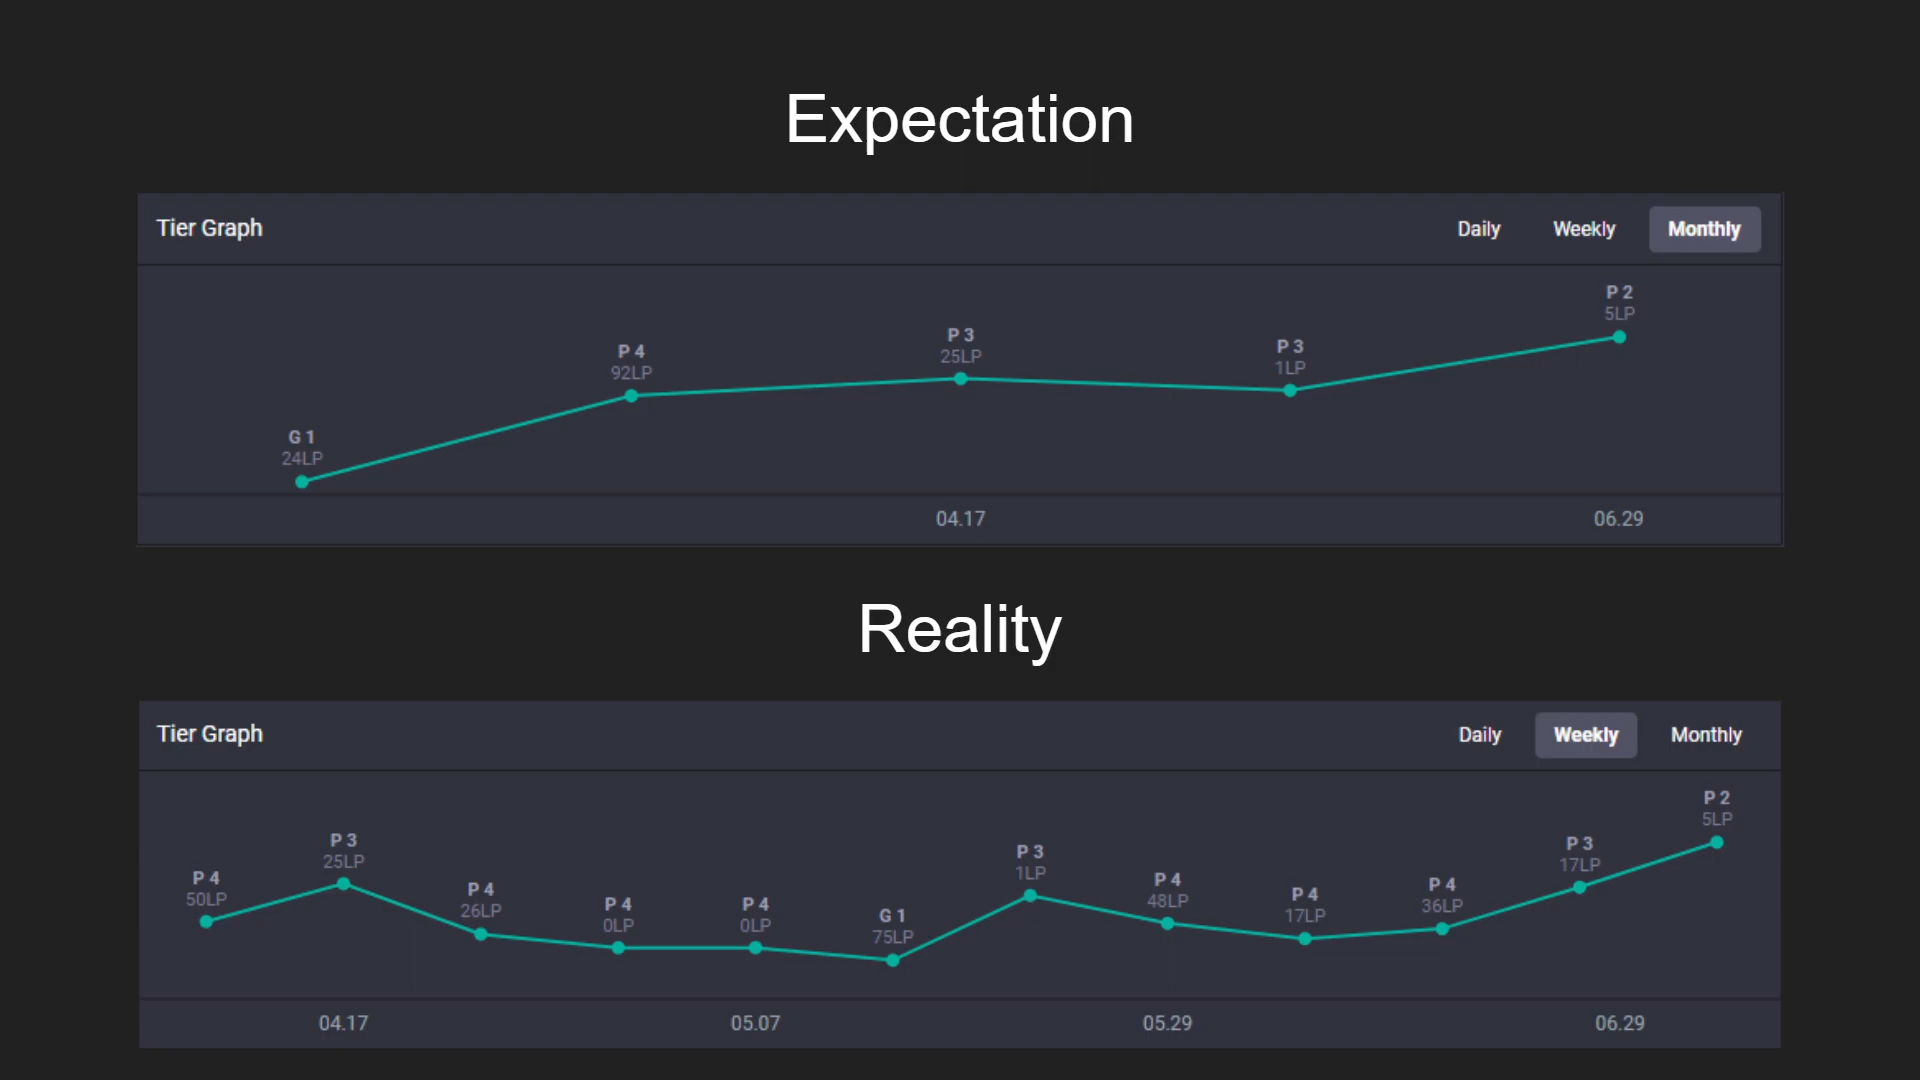 Expectation
Tier Graph
Daily Weekly Monthly
G 1
24LP
P 4
92LP
P 3
25LP
P 3
1LP
P 2
5LP
04.17 06.29
Reality
Tier Graph
Daily Weekly Monthly
P 4
50LP
P 3
25LP
P 4
26LP
P 4
0LP
P 4
0LP
G 1
75LP
P 3
1LP
P 4
48LP
P 4
17LP
P 4
36LP
P 3
17LP
P 2
5LP
04.17 05.07 05.29 06.29